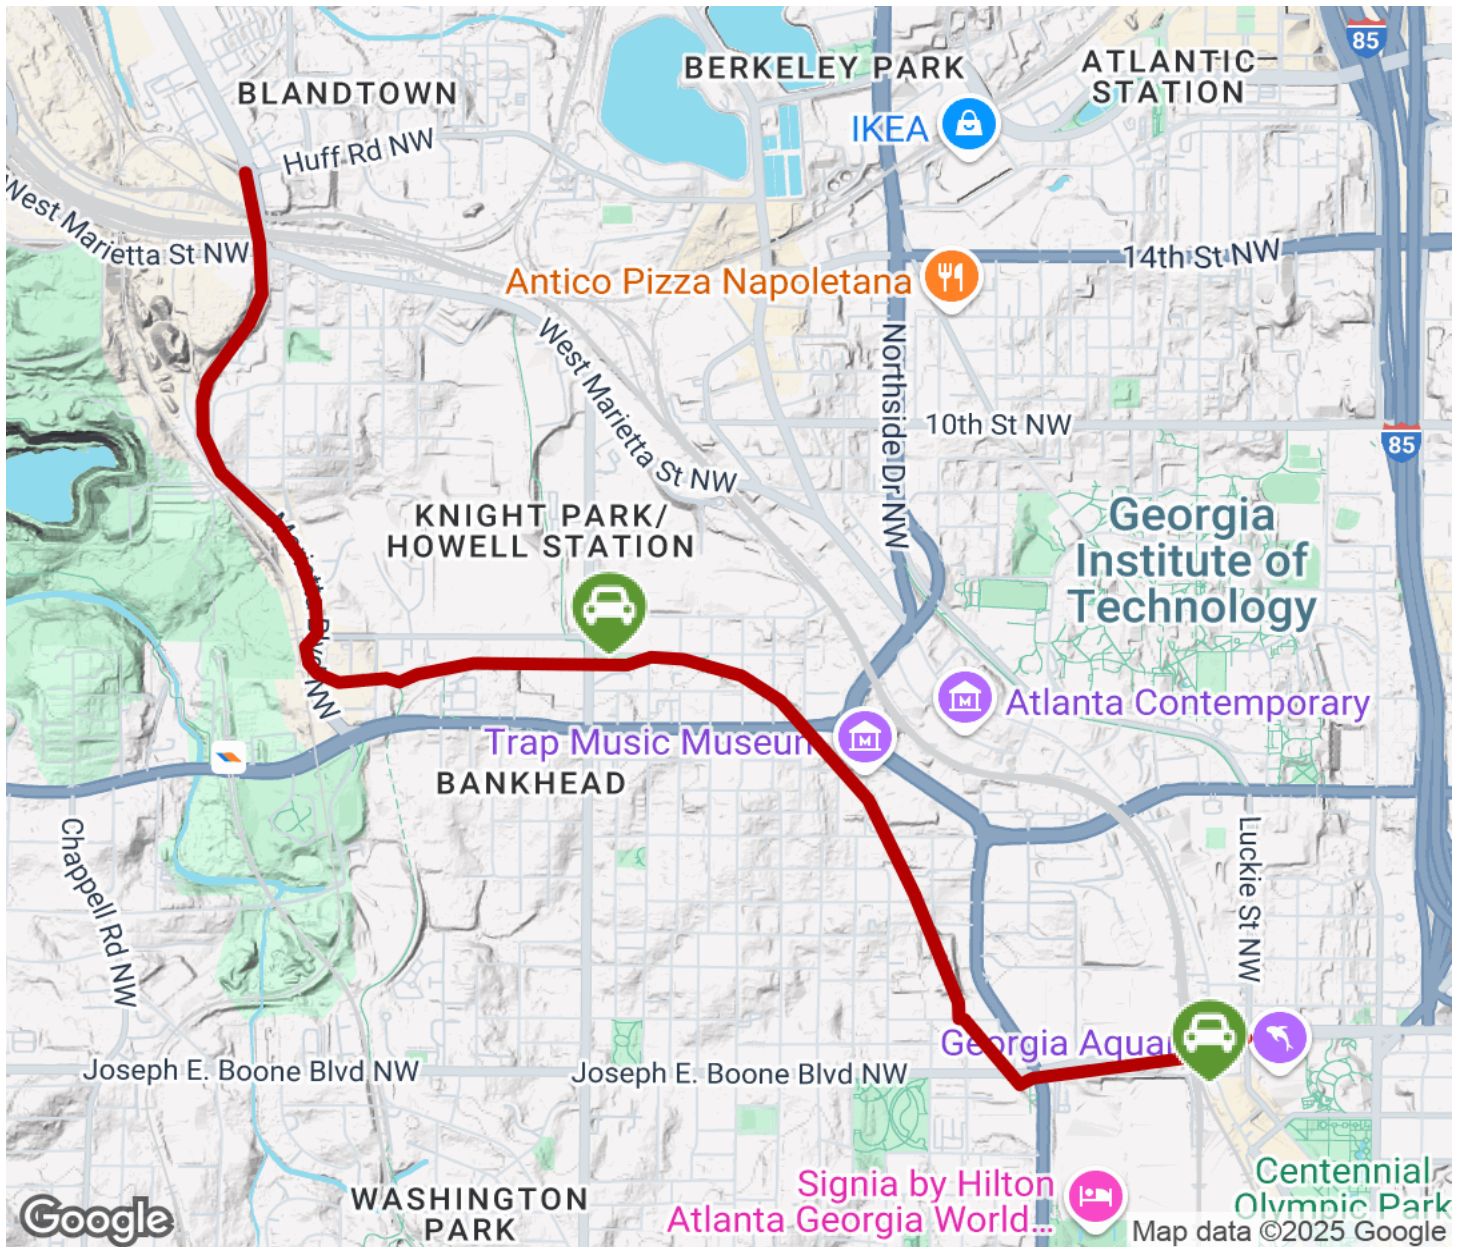 85
BERKELEY PARK
ATLANTIC
STATION
BLANDTOWN
IKEA
Huff Rd NW
West Marietta St NW
14th St NW
Antico Pizza Napoletana
West Marietta St NW
Northside Dr NW
10th St NW
85
KNIGHT PARK/
HOWELL STATION
Georgia
Institute of
Technology
Atlanta Contemporary
Trap Music Museum
BANKHEAD
Chappell Rd NW
Luckie St NW
Georgia Aqua
Joseph E. Boone Blvd NW
Joseph E. Boone Blvd NW
Signia by Hilton
Atlanta Georgia World...
Centennial
Olympic Park
WASHINGTON
PARK
Google
Map data ©2025 Google